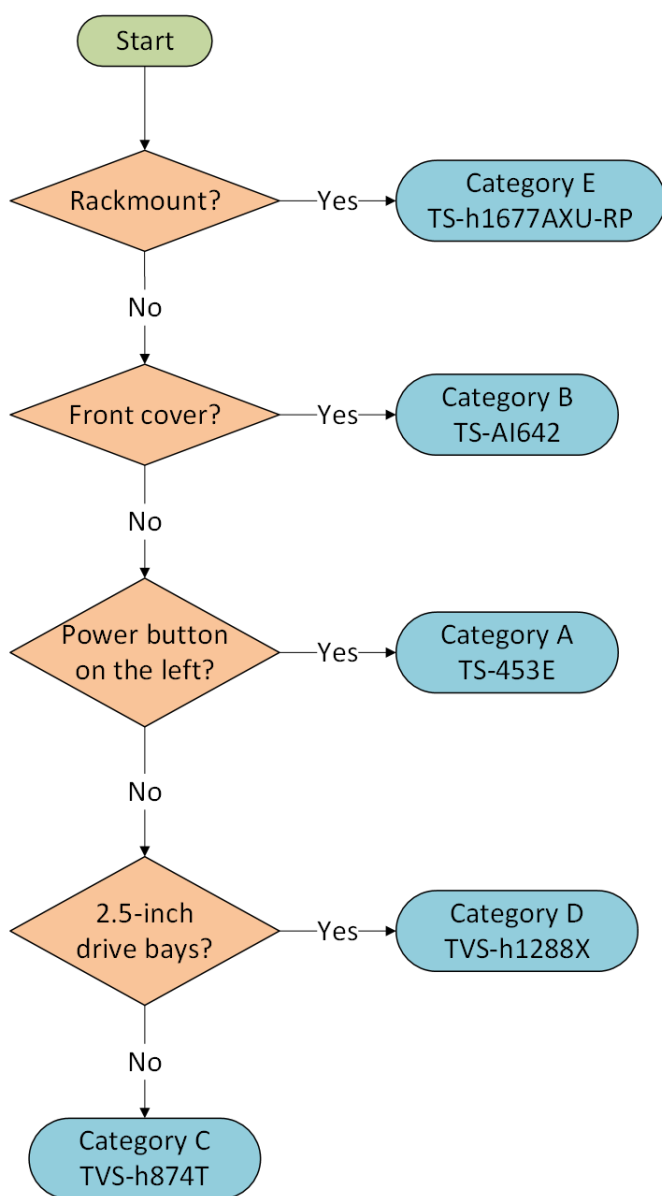 Start
Rackmount?
Yes
Category E
TS-h1677AXU-RP
No
Front cover?
Yes
Category B
TS-AI642
No
Power button
on the left?
Yes
Category A
TS-453E
No
2.5-inch
drive bays?
Yes
Category D
TVS-h1288X
No
Category C
TVS-h874T